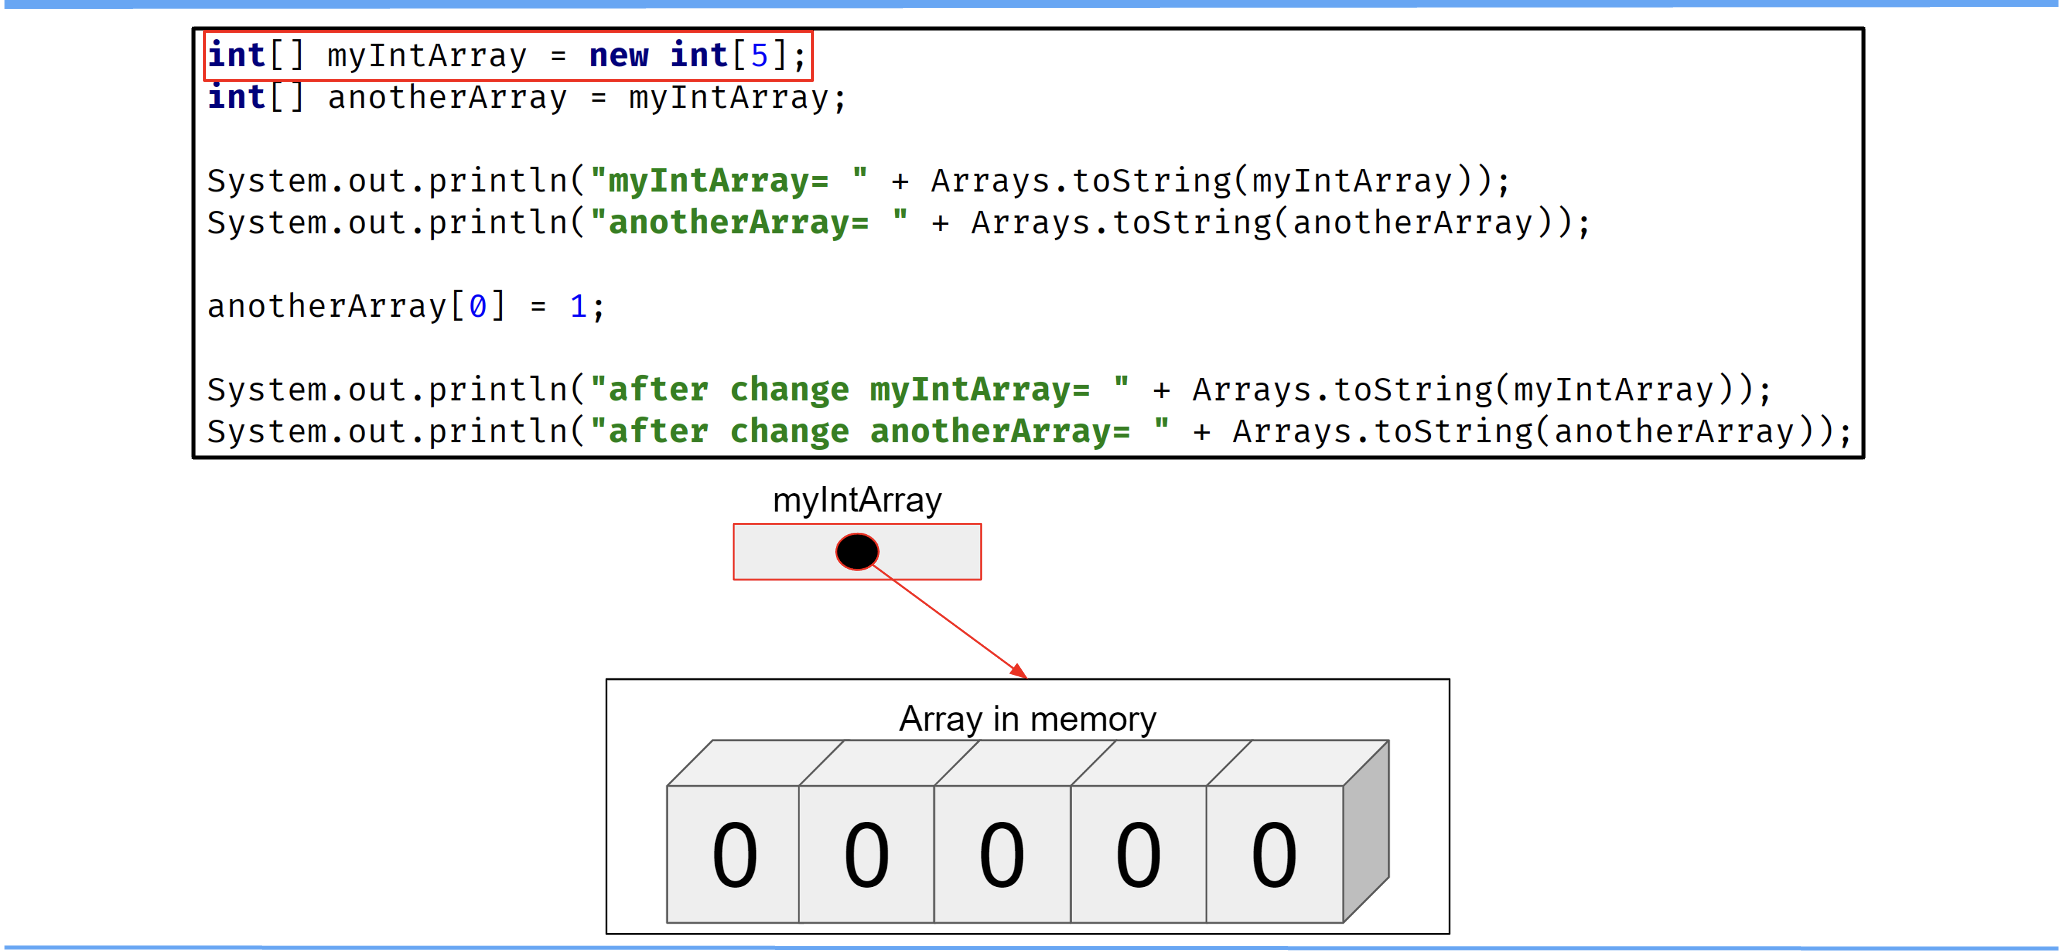 int[] myIntArray = new int[5];
int[] anotherArray = myIntArray;
System.out.println("myIntArray= " + Arrays.toString(myIntArray));
System.out.println("anotherArray= " + Arrays.toString(anotherArray));
anotherArray[0] = 1;
System.out.println("after change myIntArray= " + Arrays.toString(myIntArray));
System.out.println("after change anotherArray= " + Arrays.toString(anotherArray));
myIntArray
Array in memory
0 0 0 0 0